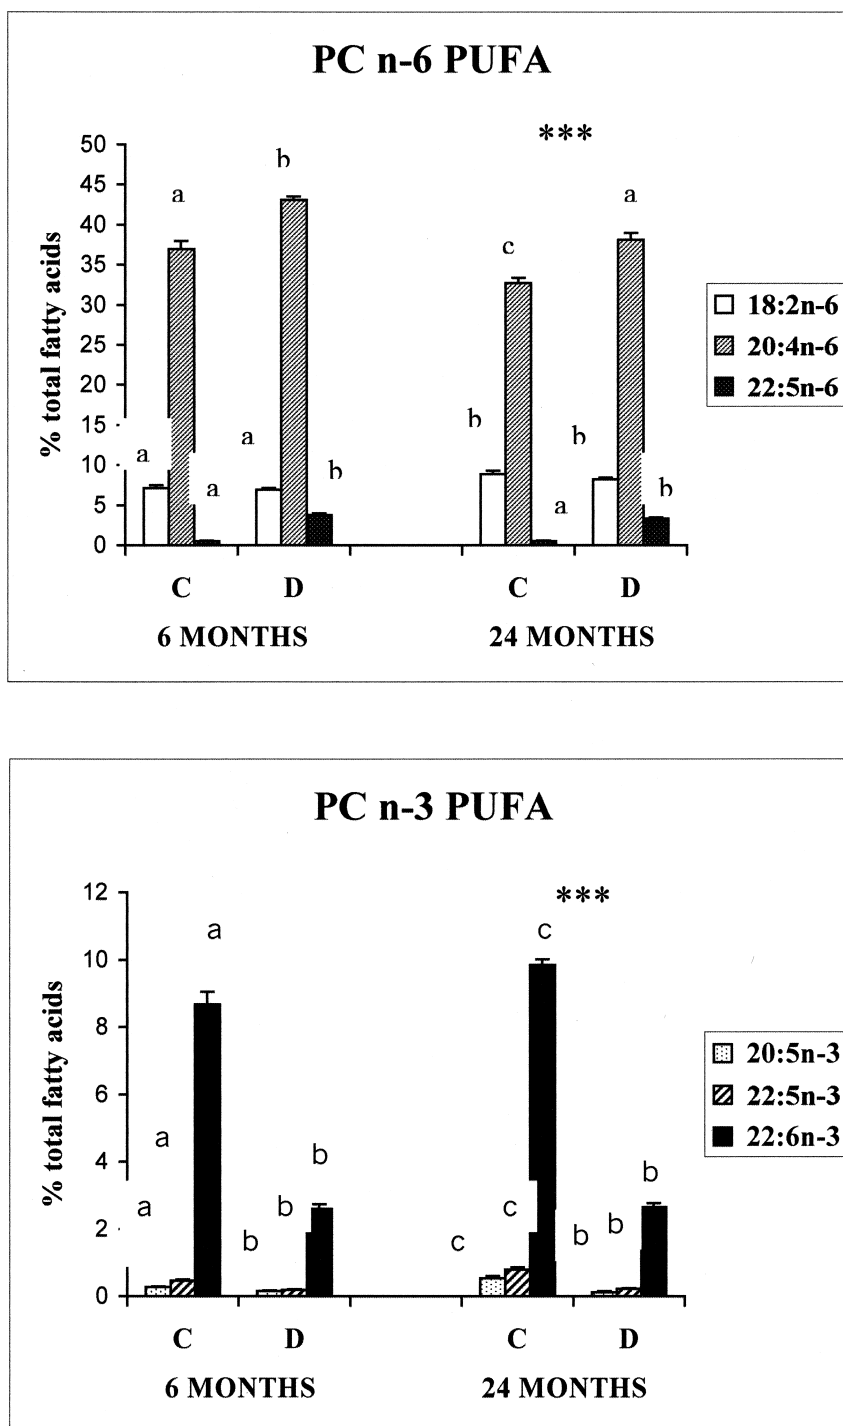 PC n-6 PUFA
***
% total fatty acids
50
45
40
35
30
25
20
15
10
5
0
a
a
a
b
a
b
c
b
a
a
b
b
C
D
C
D
6 MONTHS
24 MONTHS
18:2n-6
20:4n-6
22:5n-6
PC n-3 PUFA
***
% total fatty acids
12
10
8
6
4
2
0
a
a
a
b
b
b
c
c
c
b
b
b
C
D
C
D
6 MONTHS
24 MONTHS
20:5n-3
22:5n-3
22:6n-3